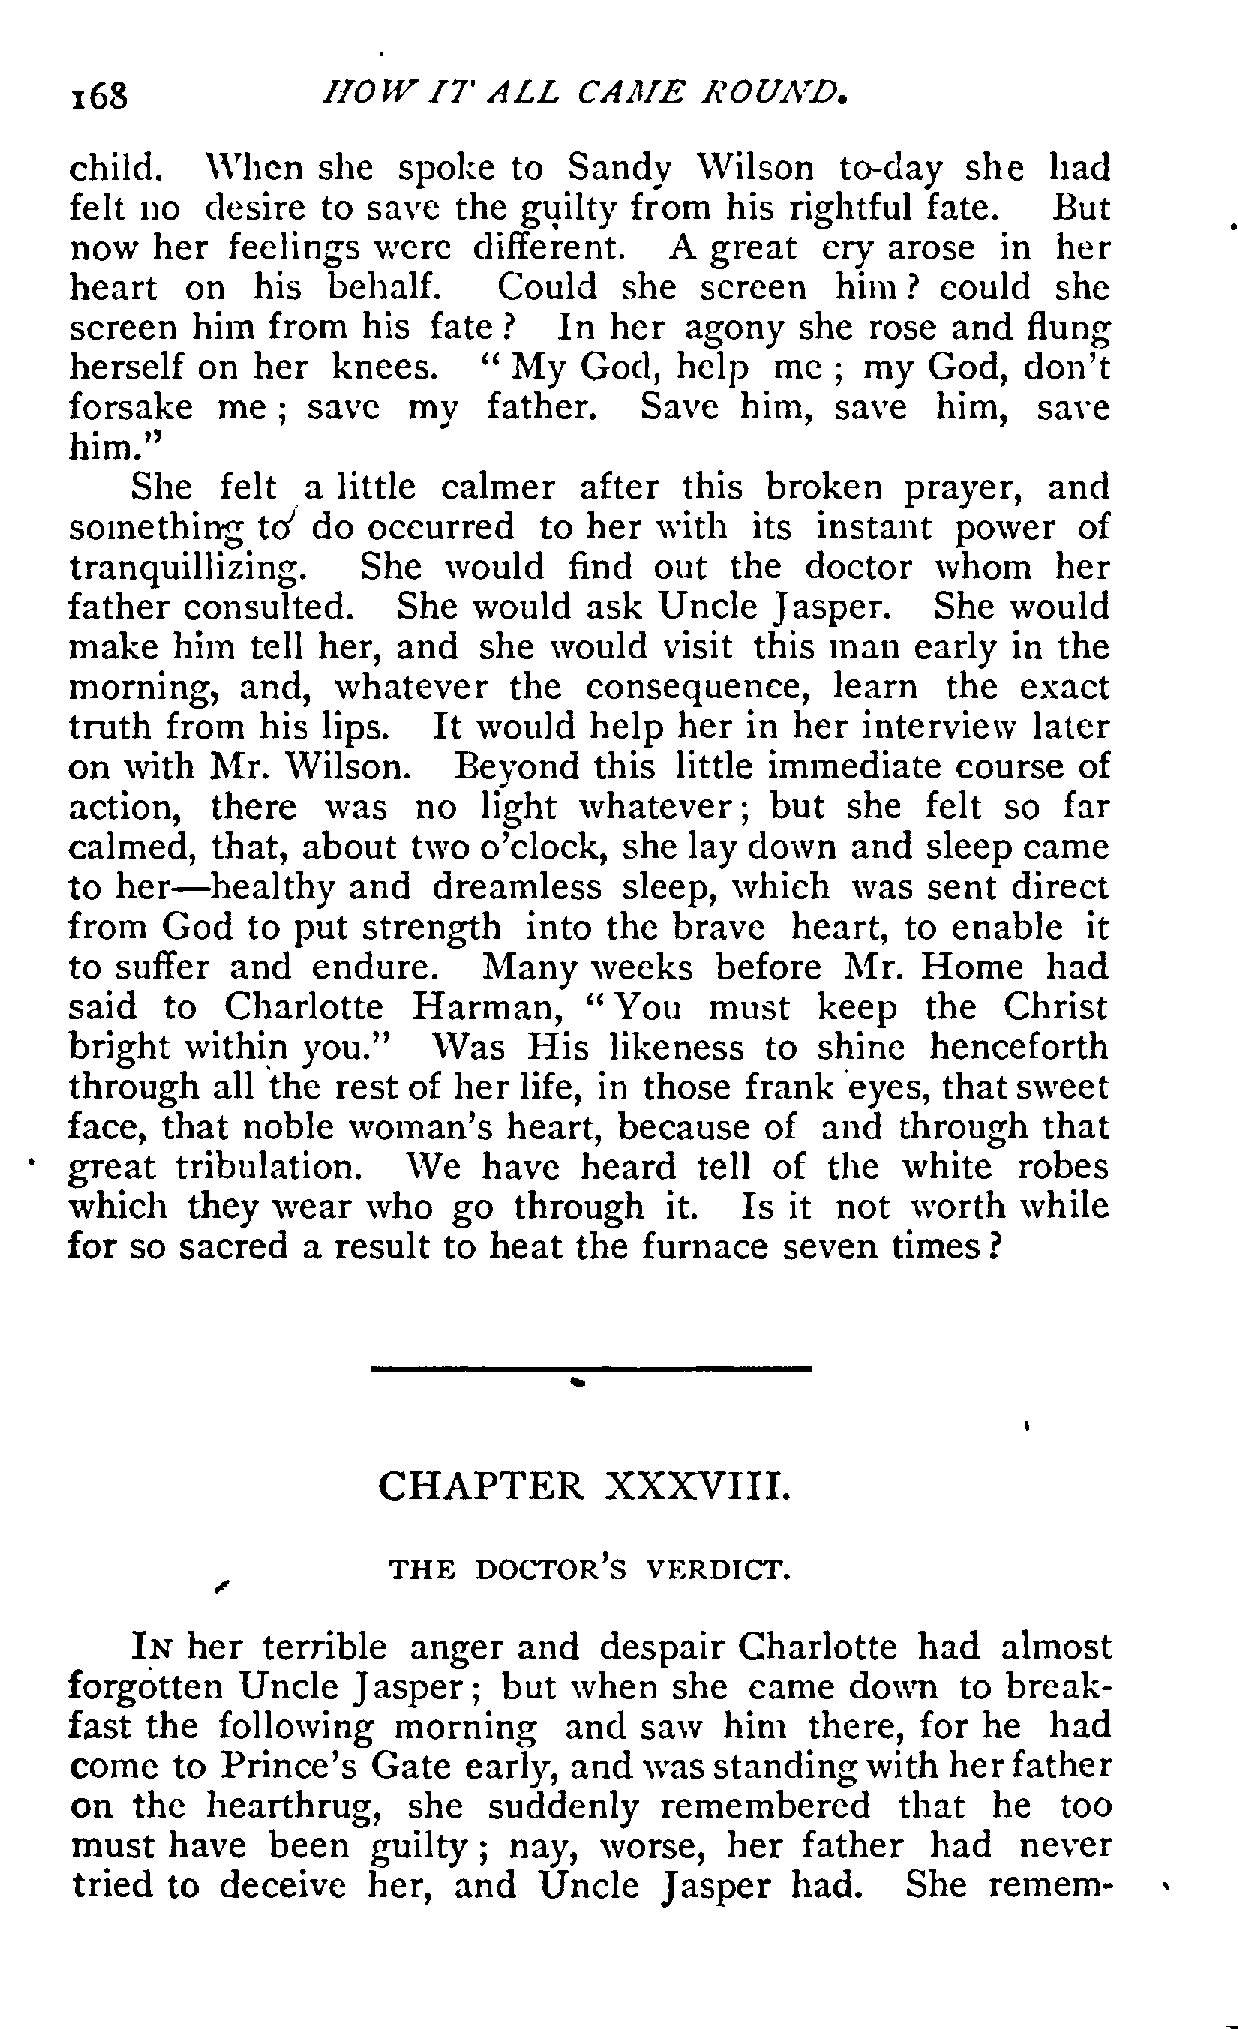 168 HOW IT ALL CAME ROUND.
child. When she spoke to Sandy Wilson to-day she had
felt no desire to save the guilty from his rightful fate. But
now her feelings were different. A great cry arose in her
heart on his behalf. Could she screen him? could she
screen him from his fate? In her agony she rose and flung
herself on her knees. “My God, help me; my God, don't
forsake me; save my father. Save him, save him, save
him.”
She felt a little calmer after this broken prayer, and
something to do occurred to her with its instant power of
tranquillizing. She would find out the doctor whom her
father consulted. She would ask Uncle Jasper. She would
make him tell her, and she would visit this man early in the
morning, and, whatever the consequence, learn the exact
truth from his lips. It would help her in her interview later
on with Mr. Wilson. Beyond this little immediate course of
action, there was no light whatever; but she felt so far
calmed, that, about two o'clock, she lay down and sleep came
to her—healthy and dreamless sleep, which was sent direct
from God to put strength into the brave heart, to enable it
to suffer and endure. Many weeks before Mr. Home had
said to Charlotte Harman, “You must keep the Christ
bright within you.” Was His likeness to shine henceforth
through all the rest of her life, in those frank eyes, that sweet
face, that noble woman's heart, because of and through that
great tribulation. We have heard tell of the white robes
which they wear who go through it. Is it not worth while
for so sacred a result to heat the furnace seven times?
CHAPTER XXXVIII.
THE DOCTOR'S VERDICT.
IN her terrible anger and despair Charlotte had almost
forgotten Uncle Jasper; but when she came down to break-
fast the following morning and saw him there, for he had
come to Prince's Gate early, and was standing with her father
on the hearthrug, she suddenly remembered that he too
must have been guilty; nay, worse, her father had never
tried to deceive her, and Uncle Jasper had. She remem-